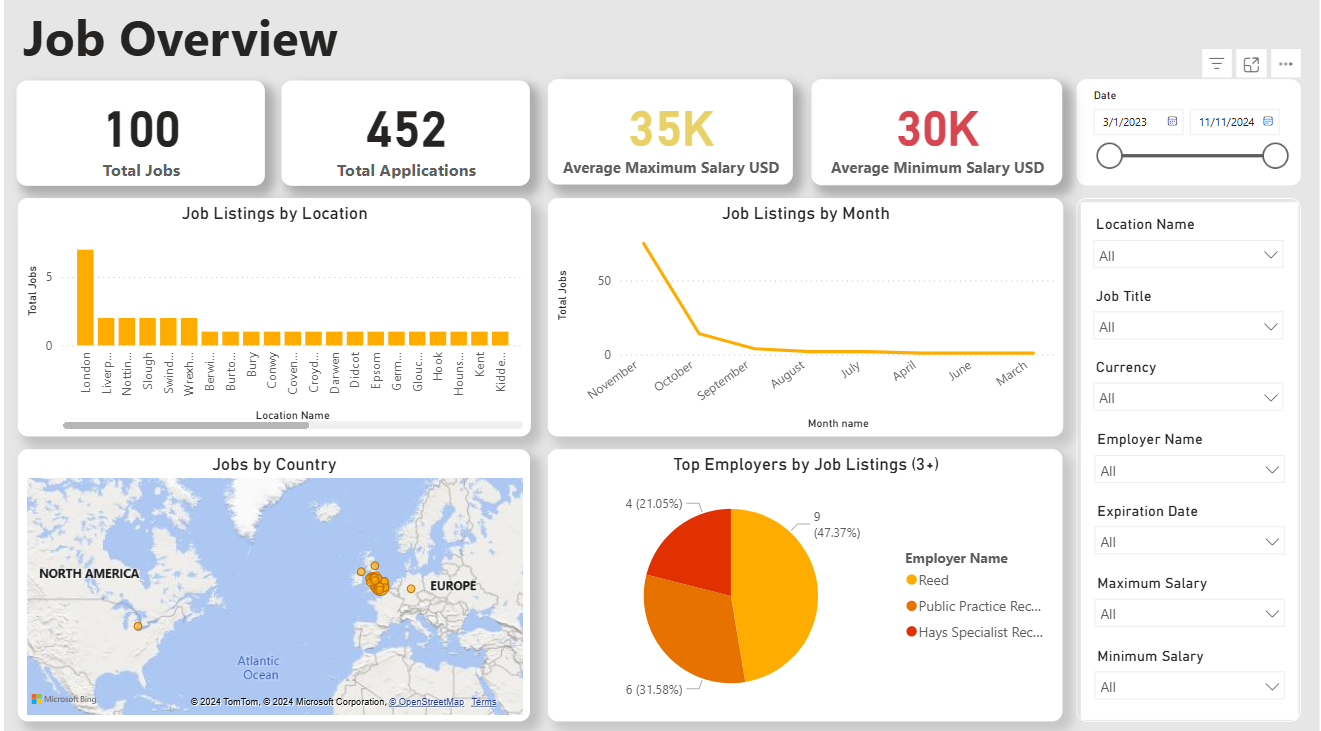 Job Overview
100
Total Jobs
452
Total Applications
35K
Average Maximum Salary USD
30K
Average Minimum Salary USD
Date
3/1/2023
11/11/2024
Job Listings by Location
Total Jobs
5
0
London
Liverp...
Nottin...
Slough
Swind...
Wrexh...
Berwi...
Burto...
Bury
Conwy
Coven...
Croyd...
Darwen
Didcot
Epsom
Germ...
Glouc...
Hook
Houns...
Kent
Kidde...
Location Name
Job Listings by Month
Total Jobs
50
0
November
October
September
August
July
April
June
March
Month name
Location Name
All
Job Title
All
Currency
All
Employer Name
All
Expiration Date
All
Maximum Salary
All
Minimum Salary
All
Jobs by Country
NORTH AMERICA
EUROPE
Atlantic
Ocean
Microsoft Bing
© 2024 TomTom, © 2024 Microsoft Corporation, © OpenStreetMap Terms
Top Employers by Job Listings (3+)
4 (21.05%)
9
(47.37%)
6 (31.58%)
Employer Name
Reed
Public Practice Rec...
Hays Specialist Rec...